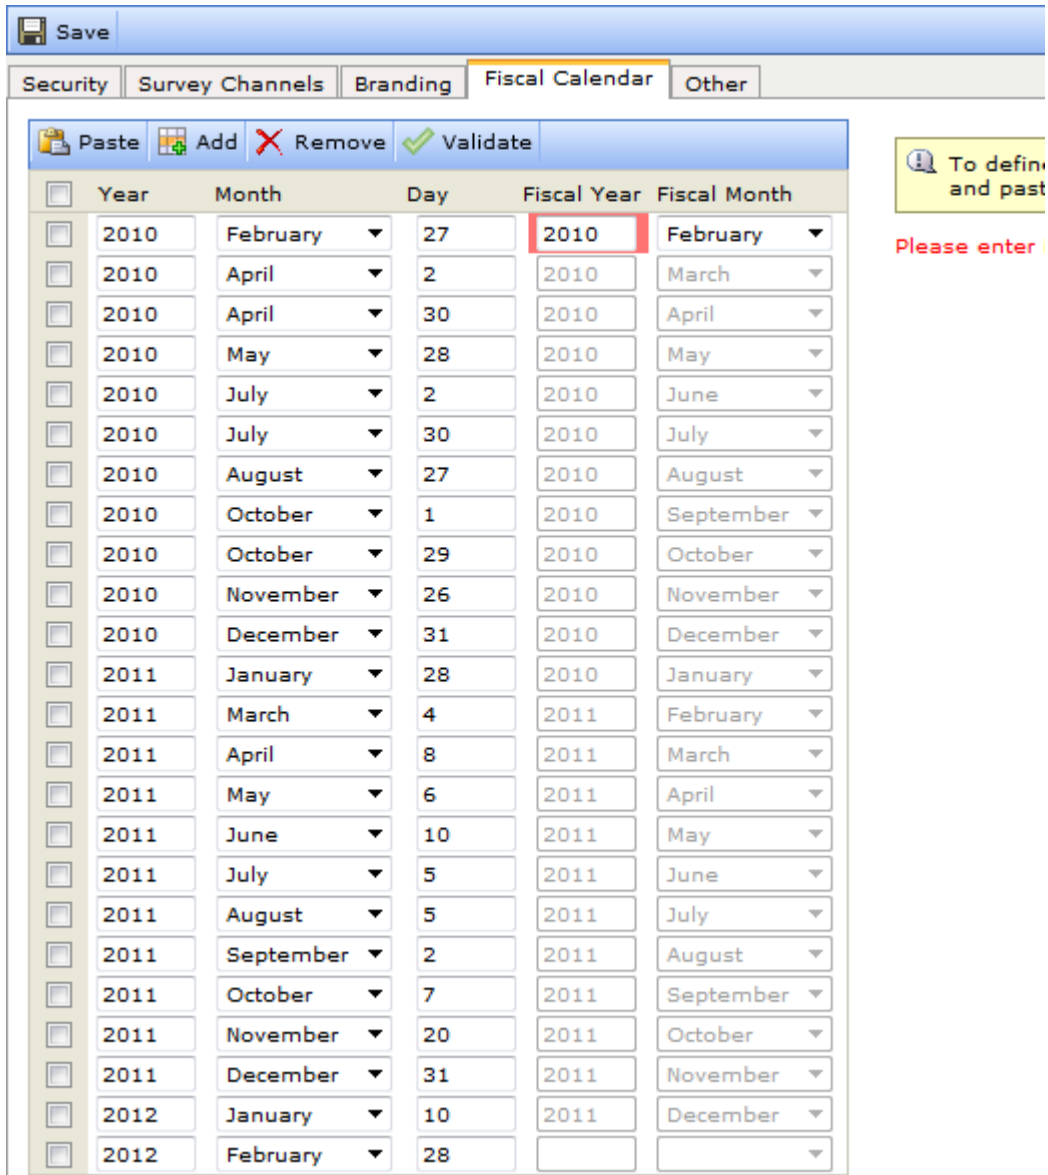 Save
Security Survey Channels Branding Fiscal Calendar Other
Paste Add Remove Validate
To define
and past
Year Month Day Fiscal Year Fiscal Month
2010 February 27 2010 February
Please enter
2010 April 2 2010 March
2010 April 30 2010 April
2010 May 28 2010 May
2010 July 2 2010 June
2010 July 30 2010 July
2010 August 27 2010 August
2010 October 1 2010 September
2010 October 29 2010 October
2010 November 26 2010 November
2010 December 31 2010 December
2011 January 28 2010 January
2011 March 4 2011 February
2011 April 8 2011 March
2011 May 6 2011 April
2011 June 10 2011 May
2011 July 5 2011 June
2011 August 5 2011 July
2011 September 2 2011 August
2011 October 7 2011 September
2011 November 20 2011 October
2011 December 31 2011 November
2012 January 10 2011 December
2012 February 28